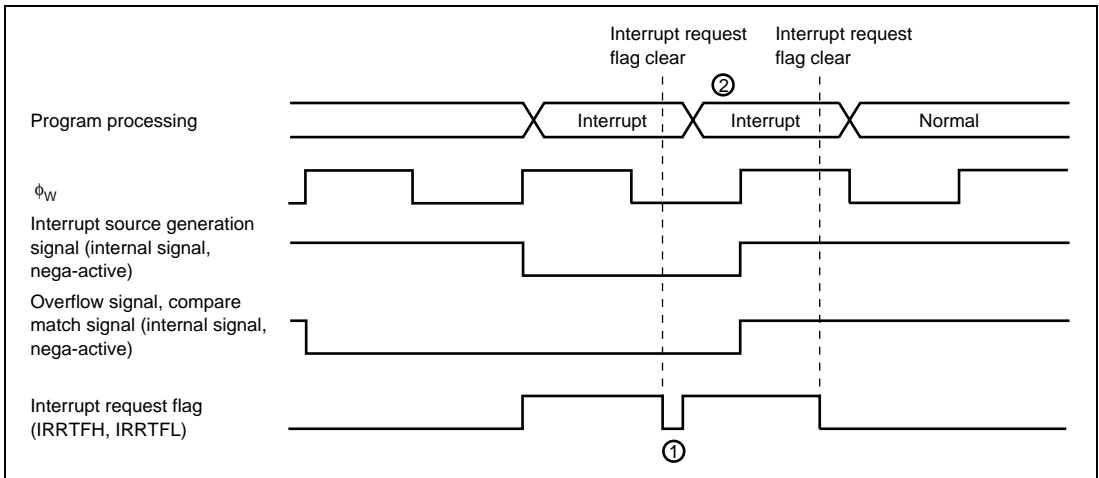 Interrupt request
flag clear
Interrupt request
flag clear
②
Program processing
Interrupt
Interrupt
Normal
ϕW
Interrupt source generation
signal (internal signal,
nega-active)
Overflow signal, compare
match signal (internal signal,
nega-active)
Interrupt request flag
(IRRTFH, IRRTFL)
①